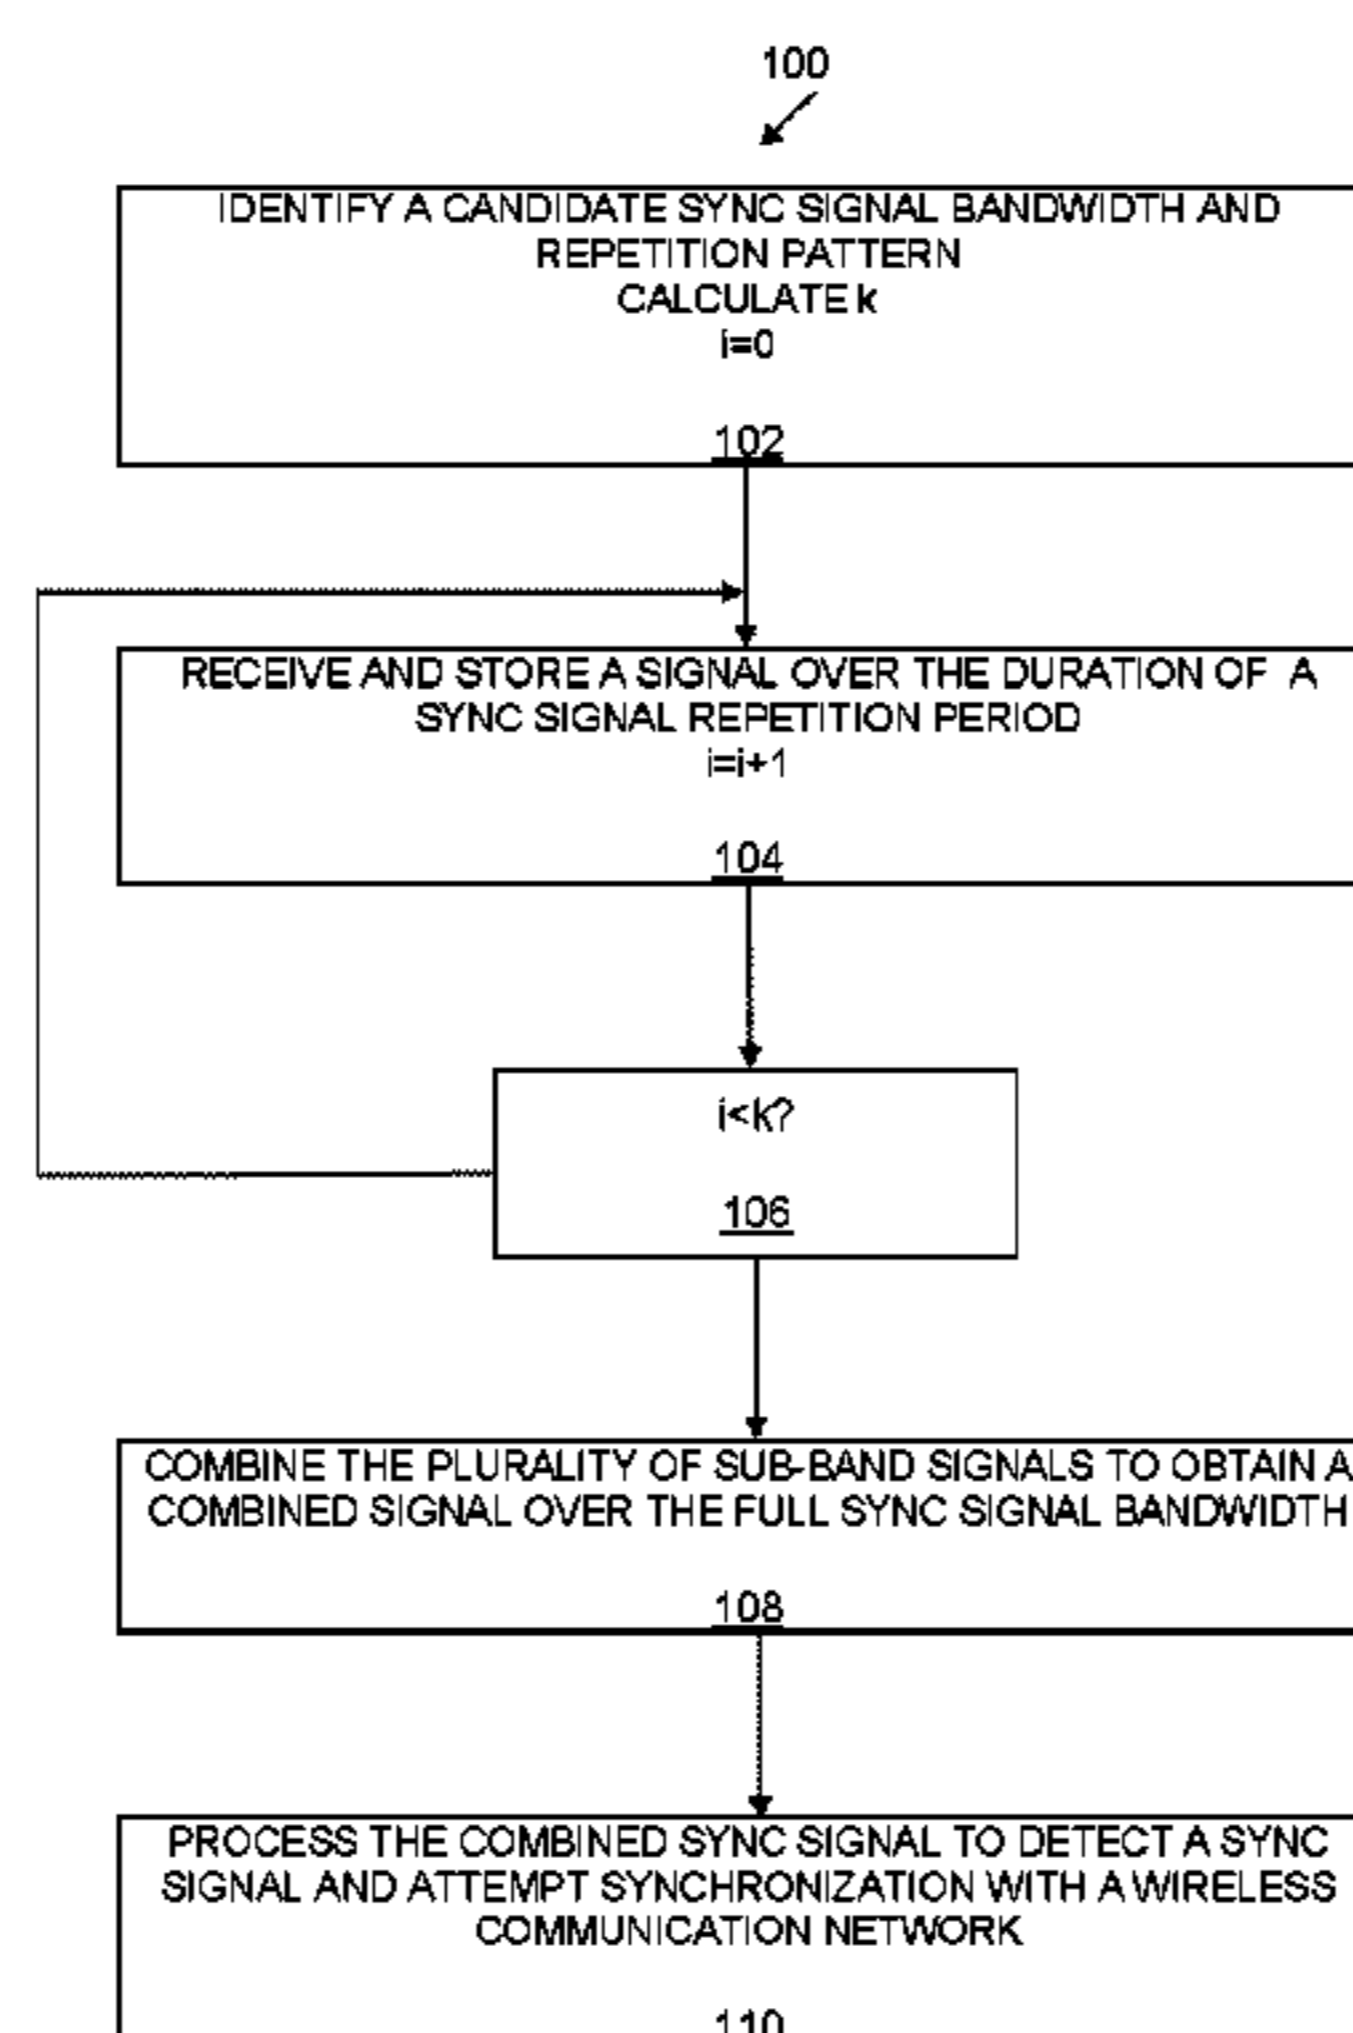 100
IDENTIFY A CANDIDATE SYNC SIGNAL BANDWIDTH AND
REPETITION PATTERN
CALCULATE k
i=0
102
RECEIVE AND STORE A SIGNAL OVER THE DURATION OF A
SYNC SIGNAL REPETITION PERIOD
i=i+1
104
i<k?
106
COMBINE THE PLURALITY OF SUB-BAND SIGNALS TO OBTAIN A
COMBINED SIGNAL OVER THE FULL SYNC SIGNAL BANDWIDTH
108
PROCESS THE COMBINED SYNC SIGNAL TO DETECT A SYNC
SIGNAL AND ATTEMPT SYNCHRONIZATION WITH A WIRELESS
COMMUNICATION NETWORK
110